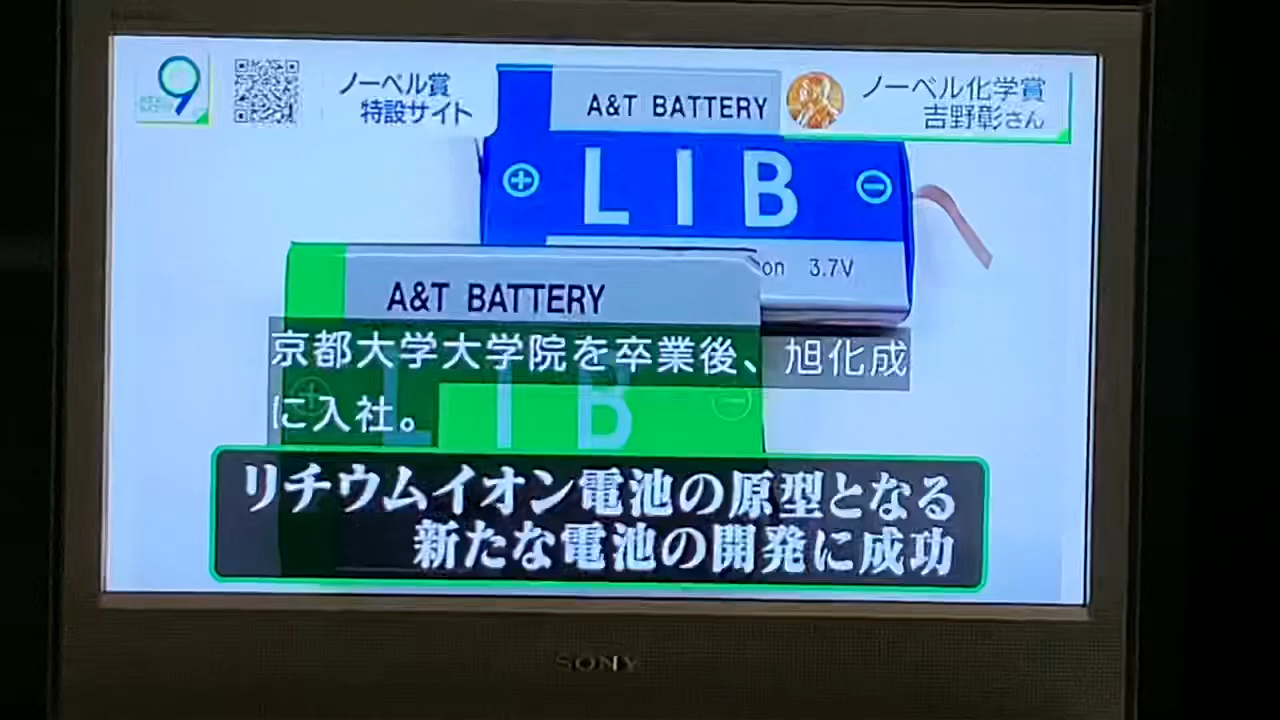 9
ノーベル賞
特設サイト
A&T BATTERY
ノーベル化学賞
吉野彰さん
LIB
on 3.7V
A&T BATTERY
LIB
京都大学大学院を卒業後、旭化成
に入社。
リチウムイオン電池の原型となる
新たな電池の開発に成功
SONY